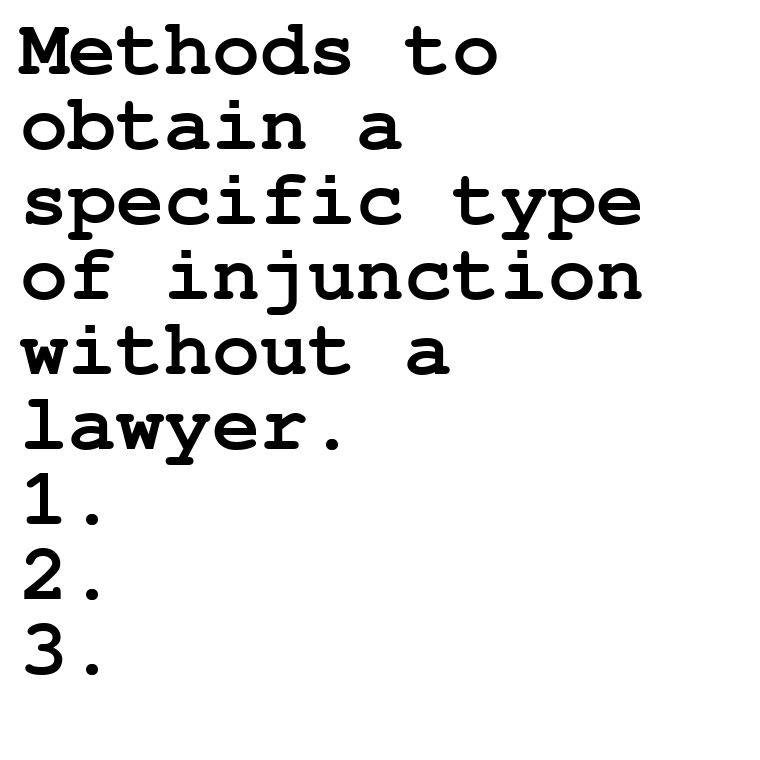 Methods to
obtain a
specific type
of injunction
without a
lawyer.
1.
2.
3.